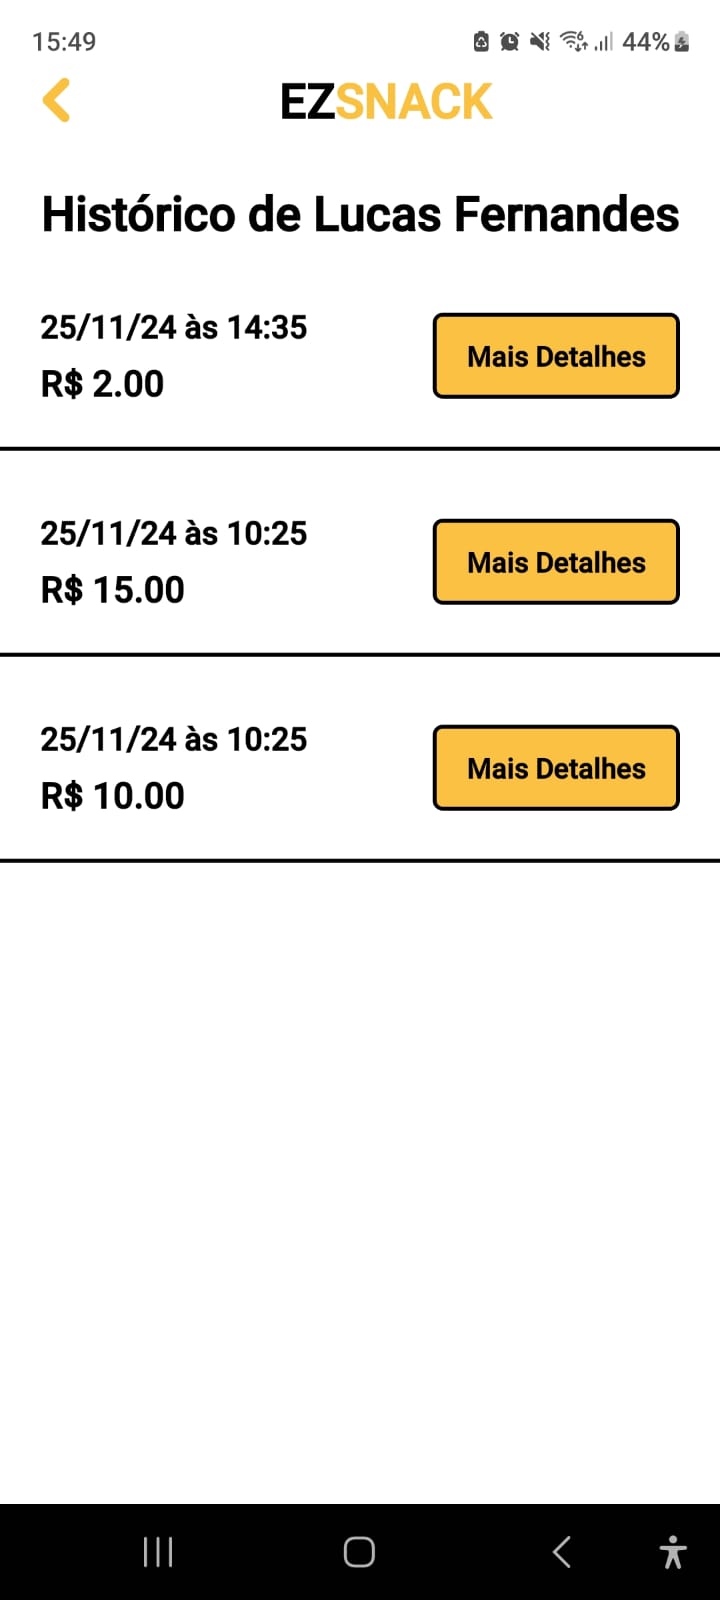 15:49
44%
EZSNACK
Histórico de Lucas Fernandes
25/11/24 às 14:35
R$ 2.00
Mais Detalhes
25/11/24 às 10:25
R$ 15.00
Mais Detalhes
25/11/24 às 10:25
R$ 10.00
Mais Detalhes